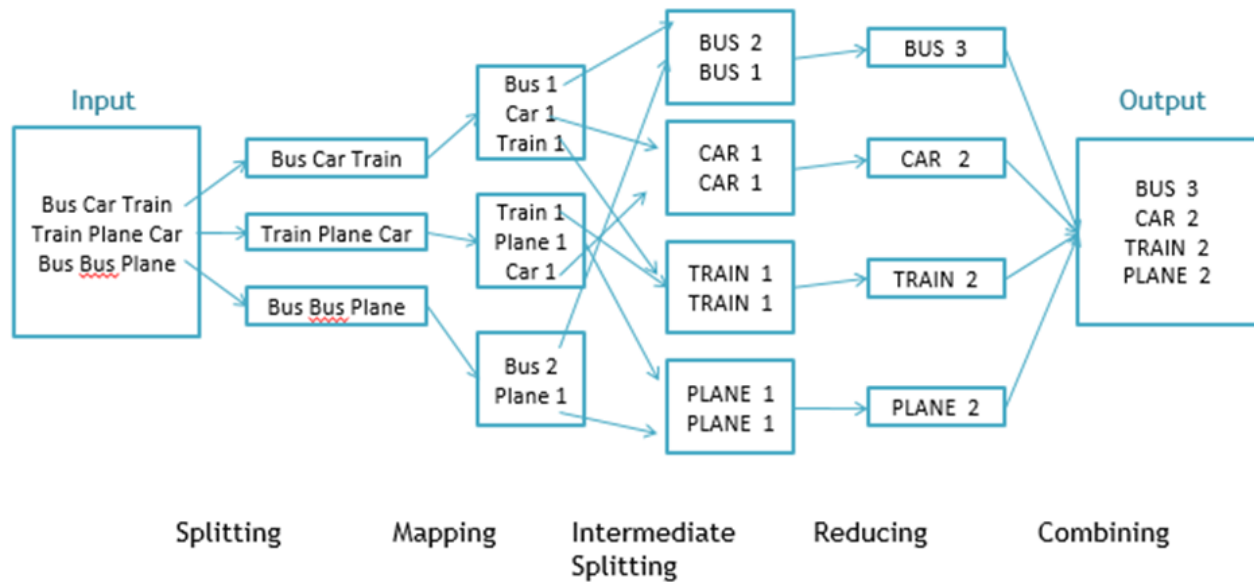 Input
Bus Car Train
Train Plane Car
Bus Bus Plane
Bus Car Train
Train Plane Car
Bus Bus Plane
Bus 1
Car 1
Train 1
Train 1
Plane 1
Car 1
Bus 2
Plane 1
BUS 2
BUS 1
CAR 1
CAR 1
TRAIN 1
TRAIN 1
PLANE 1
PLANE 1
BUS 3
CAR 2
TRAIN 2
PLANE 2
Output
BUS 3
CAR 2
TRAIN 2
PLANE 2
Splitting
Mapping
Intermediate
Splitting
Reducing
Combining